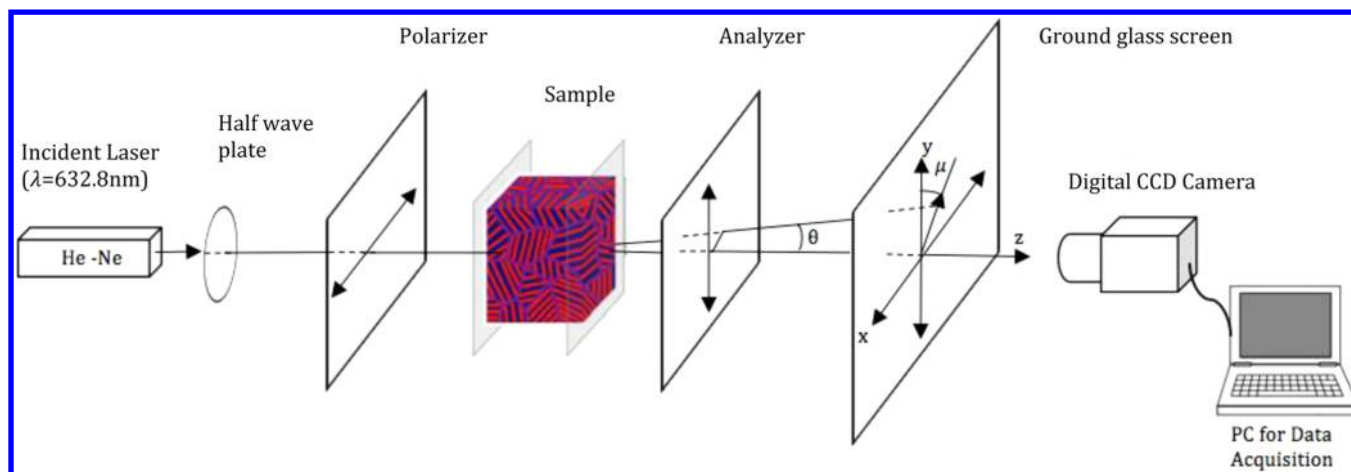 Polarizer
Analyzer
Ground glass screen
Sample
Half wave
plate
Incident Laser
(λ=632.8nm)
He -Ne
y
μ
θ
z
x
Digital CCD Camera
PC for Data
Acquisition